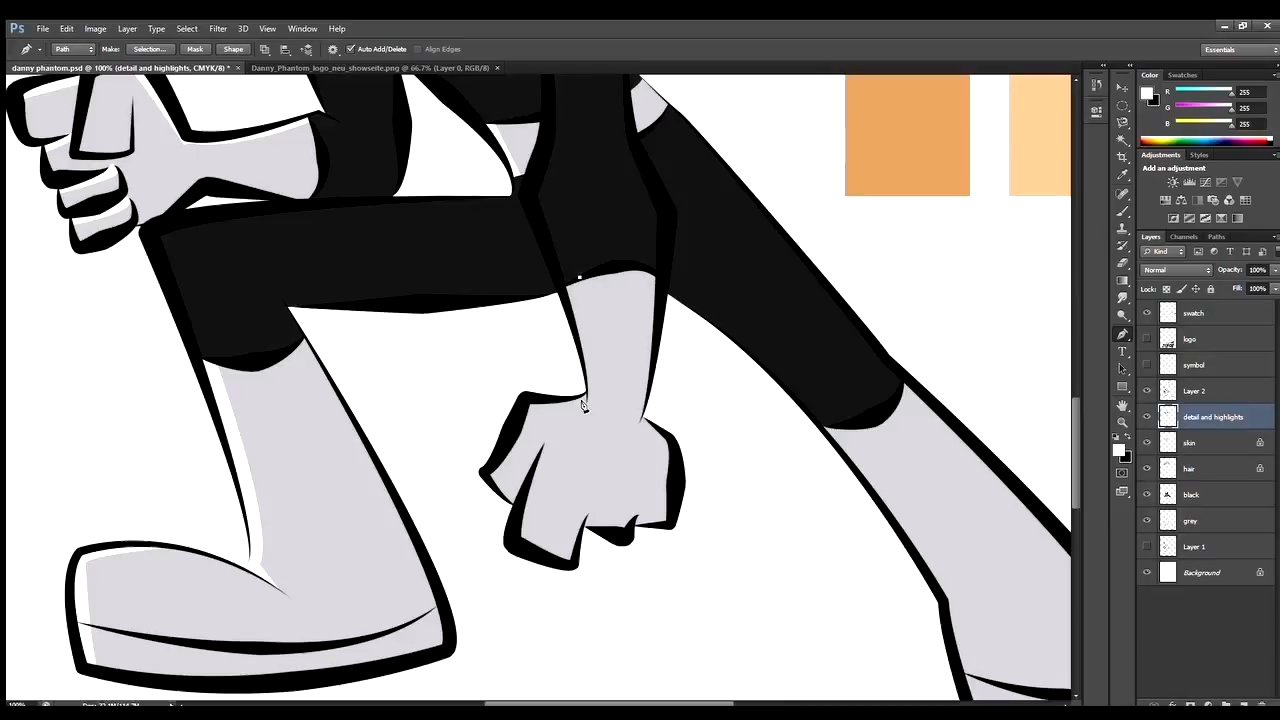 Ps File Edit Image Layer Type Select Filter 3D View Window Help
Path Make: Selection... Mask Shape Auto Add/Delete Align Edges Essentials
danny phantom.psd @ 100% (detail and highlights, CMYK/8) * × Danny_Phantom_logo_neu_showseite.png @ 66.7% (Layer 0, RGB/8) ×
Color Swatches
R 255
G 255
B 255
Adjustments Styles
Add an adjustment
Layers Channels Paths
Kind
Normal Opacity: 100%
Lock: Fill: 100%
swatch
logo
symbol
Layer 2
detail and highlights
skin
hair
black
grey
Layer 1
Background